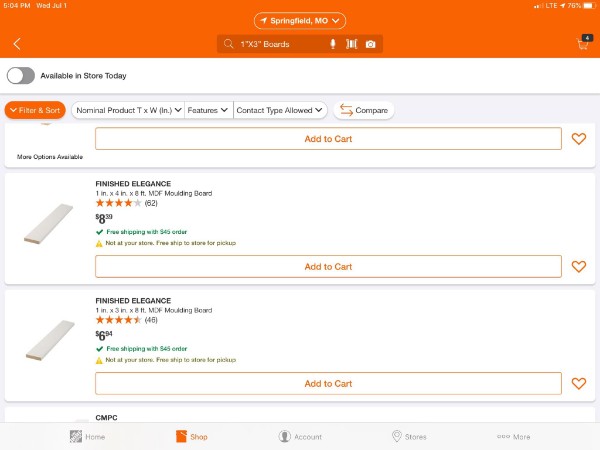 5:04 PM Wed Jul 1
LTE 76%
Springfield, MO
1"X3" Boards
4
Available in Store Today
Filter & Sort
Nominal Product T x W (In.)
Features
Contact Type Allowed
Compare
Add to Cart
More Options Available
FINISHED ELEGANCE
1 in. x 4 in. x 8 ft. MDF Moulding Board
(62)
$8.39
Free shipping with $45 order
Not at your store. Free ship to store for pickup
Add to Cart
FINISHED ELEGANCE
1 in. x 3 in. x 8 ft. MDF Moulding Board
(46)
$6.94
Free shipping with $45 order
Not at your store. Free ship to store for pickup
Add to Cart
CMPC
Home
Shop
Account
Stores
More